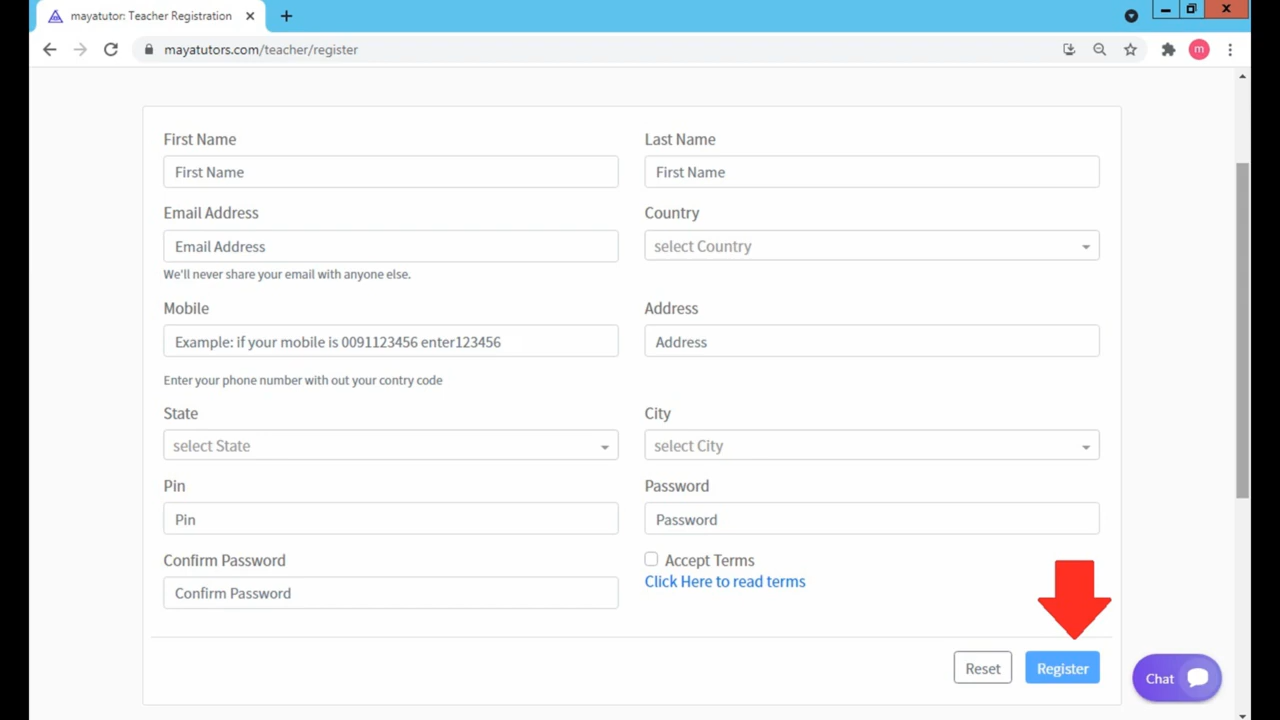 mayatutor: Teacher Registration
mayatutors.com/teacher/register
m
First Name
Last Name
First Name
First Name
Email Address
Country
Email Address
select Country
We'll never share your email with anyone else.
Mobile
Address
Example: if your mobile is 0091123456 enter123456
Address
Enter your phone number with out your contry code
State
City
select State
select City
Pin
Password
Pin
Password
Confirm Password
Accept Terms
Click Here to read terms
Confirm Password
Reset
Register
Chat